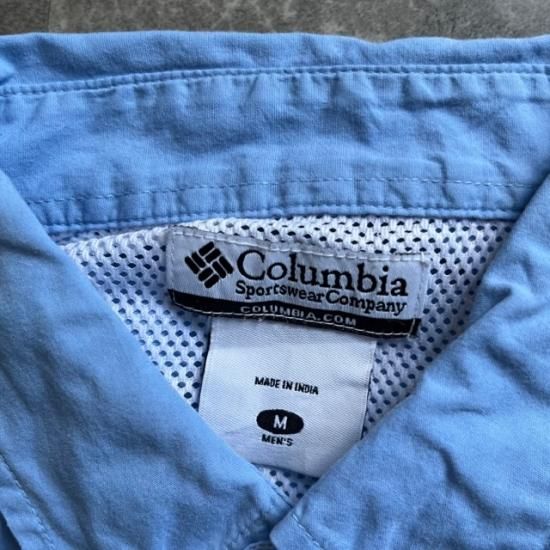 Columbia
Sportswear Company
COLUMBIA.COM
MADE IN INDIA
M
MEN'S